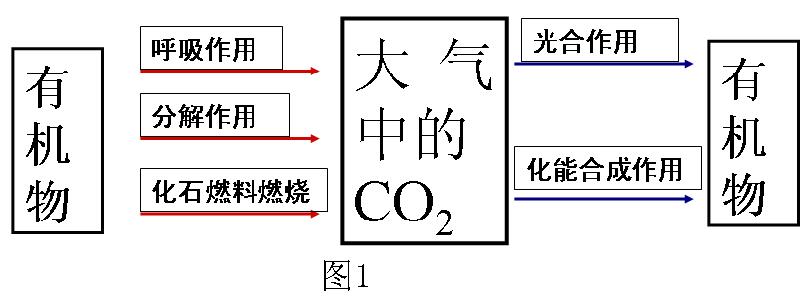 有
机
物
呼吸作用
分解作用
化石燃料燃烧
大 气
中的
CO₂
光合作用
化能合成作用
有
机
物
图1